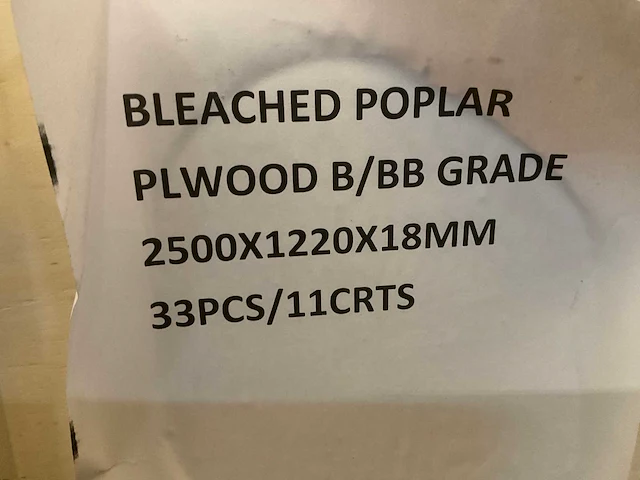 BLEACHED POPLAR
PLWOOD B/BB GRADE
2500X1220X18MM
33PCS/11CRTS